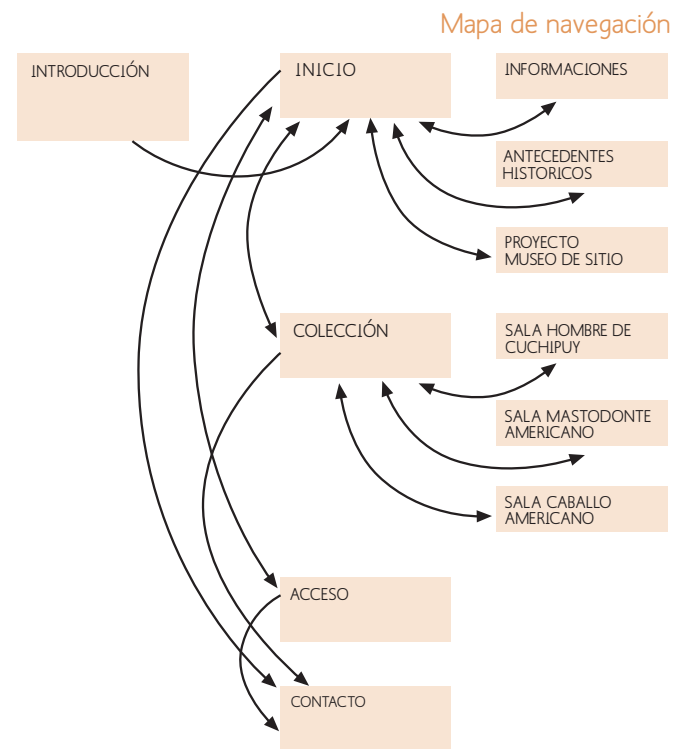 Mapa de navegación
INTRODUCCIÓN
INICIO
INFORMACIONES
ANTECEDENTES
HISTORICOS
PROYECTO
MUSEO DE SITIO
COLECCIÓN
SALA HOMBRE DE
CUCHIPUY
SALA MASTODONTE
AMERICANO
SALA CABALLO
AMERICANO
ACCESO
CONTACTO